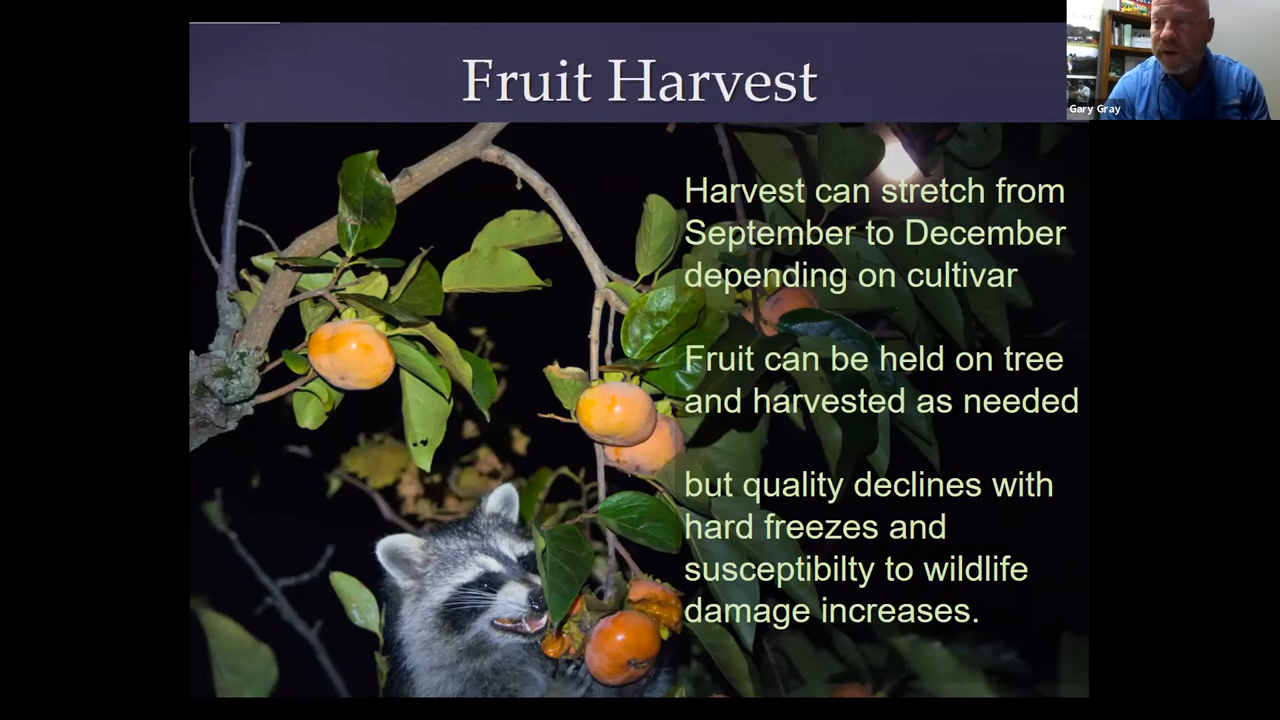 Fruit Harvest
Gary Gray
Harvest can stretch from
September to December
depending on cultivar
Fruit can be held on tree
and harvested as needed
but quality declines with
hard freezes and
susceptibilty to wildlife
damage increases.